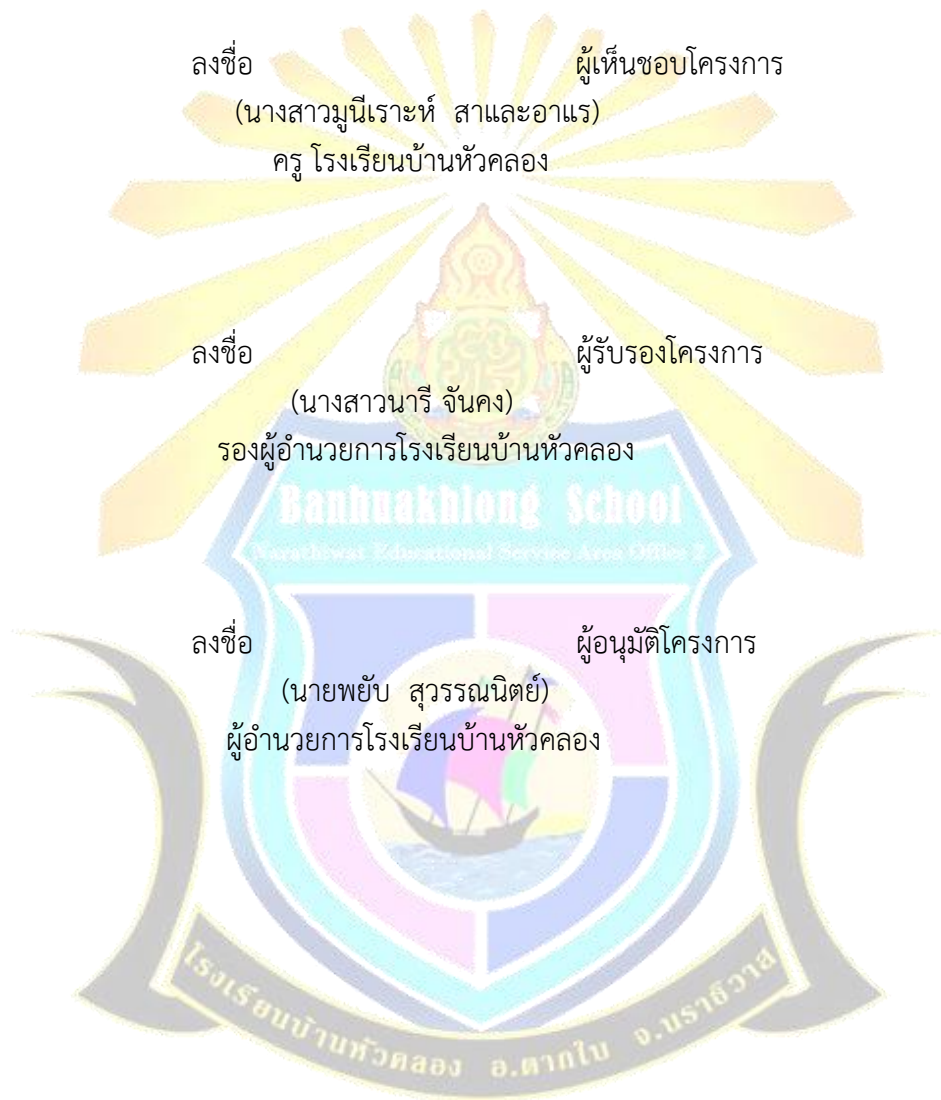 ลงชื่อ ผู้เห็นชอบโครงการ
(นางสาวมูนีเราะห์ สาและอาแร)
ครู โรงเรียนบ้านหัวคลอง
ลงชื่อ ผู้รับรองโครงการ
(นางสาวนารี จันคง)
รองผู้อำนวยการโรงเรียนบ้านหัวคลอง
Banhuakhlong School
Narathiwat Educational Service Area Office 2
ลงชื่อ ผู้อนุมัติโครงการ
(นายพยับ สุวรรณนิตย์)
ผู้อำนวยการโรงเรียนบ้านหัวคลอง
โรงเรียนบ้านหัวคลอง อ.ตากใบ จ.นราธิวาส